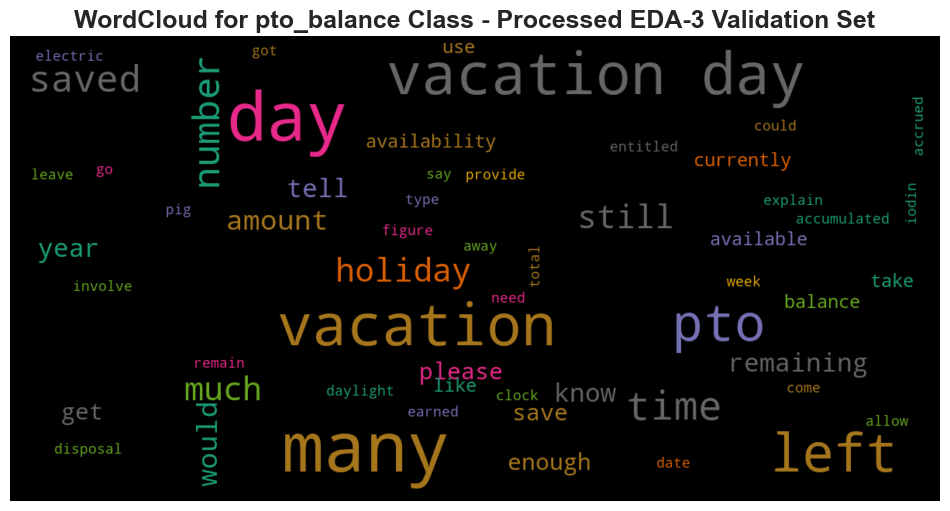 WordCloud for pto_balance Class - Processed EDA-3 Validation Set
electric
got
use
saved
vacation day
number
day
accrued
could
availability
entitled
currently
leave
go
say
provide
tell
iodin
pig
type
explain
amount
still
accumulated
figure
available
year
away
total
holiday
week
take
involve
need
balance
vacation
pto
remain
please
remaining
much
daylight
like
clock
know
get
would
earned
save
time
allow
come
disposal
many
enough
date
left